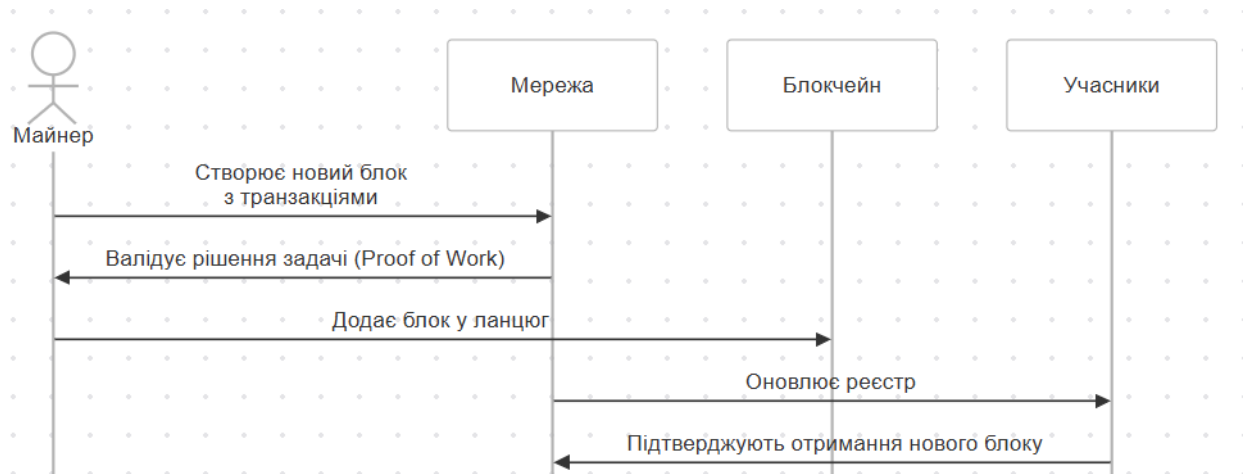 Майнер
Мережа
Блокчейн
Учасники
Створює новий блок
з транзакціями
Валідує рішення задачі (Proof of Work)
Додає блок у ланцюг
Оновлює реєстр
Підтверджують отримання нового блоку